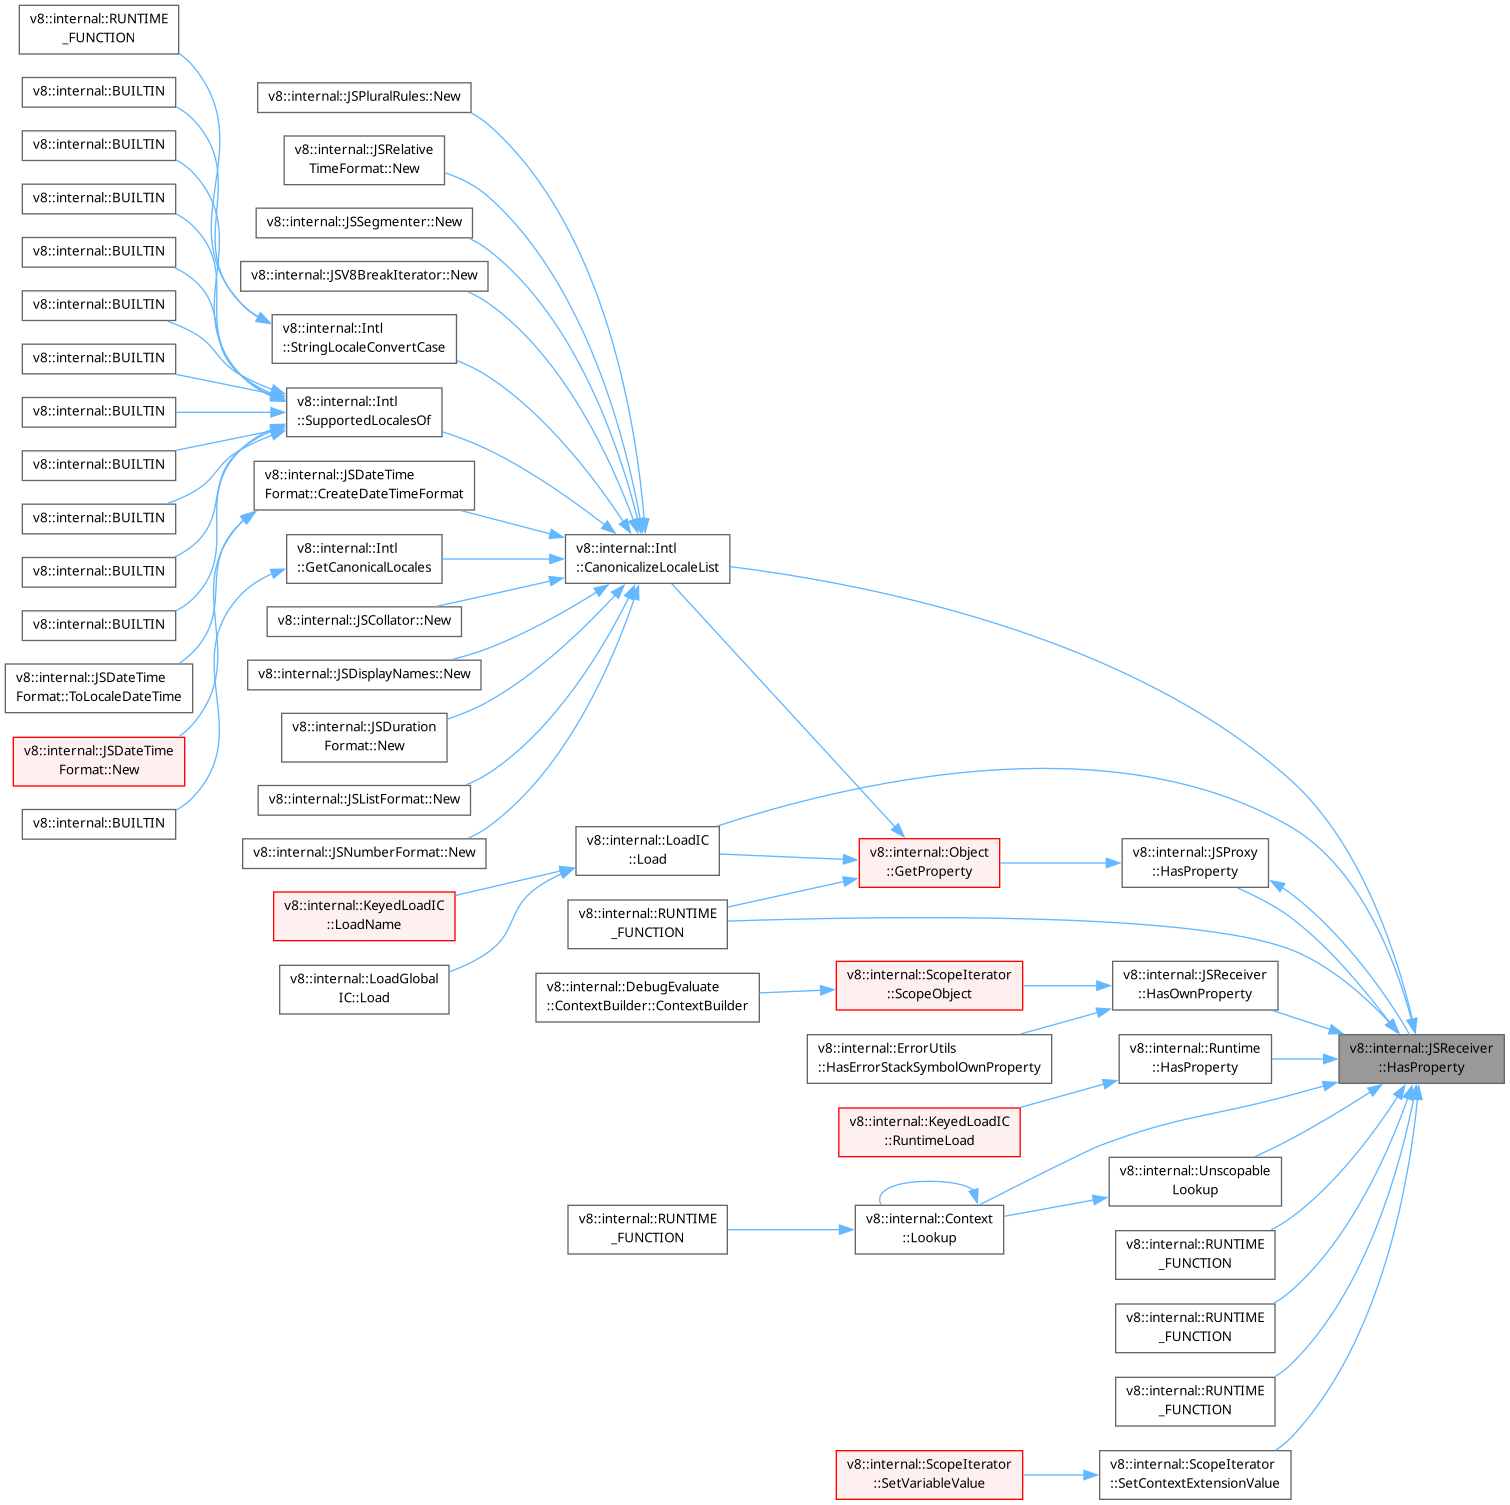 v8::internal::RUNTIME
_FUNCTION
v8::internal::BUILTIN
v8::internal::BUILTIN
v8::internal::BUILTIN
v8::internal::BUILTIN
v8::internal::BUILTIN
v8::internal::BUILTIN
v8::internal::BUILTIN
v8::internal::BUILTIN
v8::internal::BUILTIN
v8::internal::BUILTIN
v8::internal::BUILTIN
v8::internal::JSDateTime
Format::ToLocaleDateTime
v8::internal::JSDateTime
Format::New
v8::internal::BUILTIN
v8::internal::JSPluralRules::New
v8::internal::JSRelative
TimeFormat::New
v8::internal::JSSegmenter::New
v8::internal::JSV8BreakIterator::New
v8::internal::Intl
::StringLocaleConvertCase
v8::internal::Intl
::SupportedLocalesOf
v8::internal::JSDateTime
Format::CreateDateTimeFormat
v8::internal::Intl
::GetCanonicalLocales
v8::internal::JSCollator::New
v8::internal::JSDisplayNames::New
v8::internal::JSDuration
Format::New
v8::internal::JSListFormat::New
v8::internal::JSNumberFormat::New
v8::internal::KeyedLoadIC
::LoadName
v8::internal::LoadGlobal
IC::Load
v8::internal::Intl
::CanonicalizeLocaleList
v8::internal::LoadIC
::Load
v8::internal::RUNTIME
_FUNCTION
v8::internal::DebugEvaluate
::ContextBuilder::ContextBuilder
v8::internal::RUNTIME
_FUNCTION
v8::internal::Object
::GetProperty
v8::internal::ScopeIterator
::ScopeObject
v8::internal::ErrorUtils
::HasErrorStackSymbolOwnProperty
v8::internal::KeyedLoadIC
::RuntimeLoad
v8::internal::Context
::Lookup
v8::internal::ScopeIterator
::SetVariableValue
v8::internal::JSProxy
::HasProperty
v8::internal::JSReceiver
::HasOwnProperty
v8::internal::Runtime
::HasProperty
v8::internal::Unscopable
Lookup
v8::internal::RUNTIME
_FUNCTION
v8::internal::RUNTIME
_FUNCTION
v8::internal::RUNTIME
_FUNCTION
v8::internal::ScopeIterator
::SetContextExtensionValue
v8::internal::JSReceiver
::HasProperty